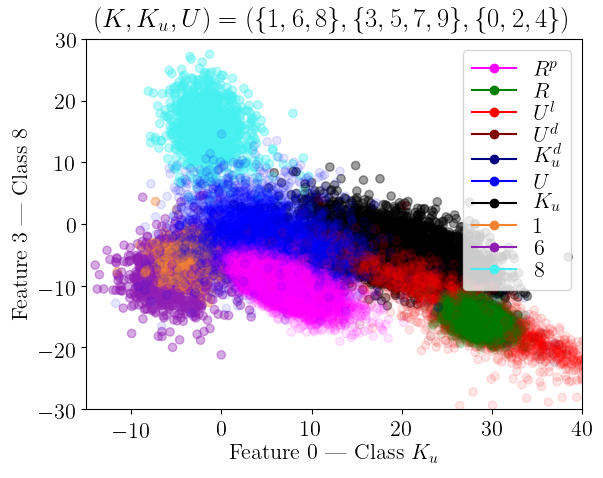 (K, K_u, U) = ({1, 6, 8}, {3, 5, 7, 9}, {0, 2, 4})
30
20
10
0
−10
−20
−30
Feature 3 — Class 8
R^p
R
U^l
U^d
K_u^d
U
K_u
1
6
8
−10
0
10
20
30
40
Feature 0 — Class K_u